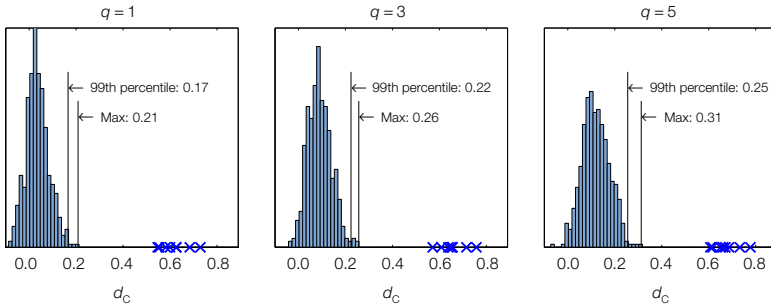 q = 1
99th percentile: 0.17
Max: 0.21
0.0 0.2 0.4 0.6 0.8
dC
q = 3
99th percentile: 0.22
Max: 0.26
0.0 0.2 0.4 0.6 0.8
dC
q = 5
99th percentile: 0.25
Max: 0.31
0.0 0.2 0.4 0.6 0.8
dC